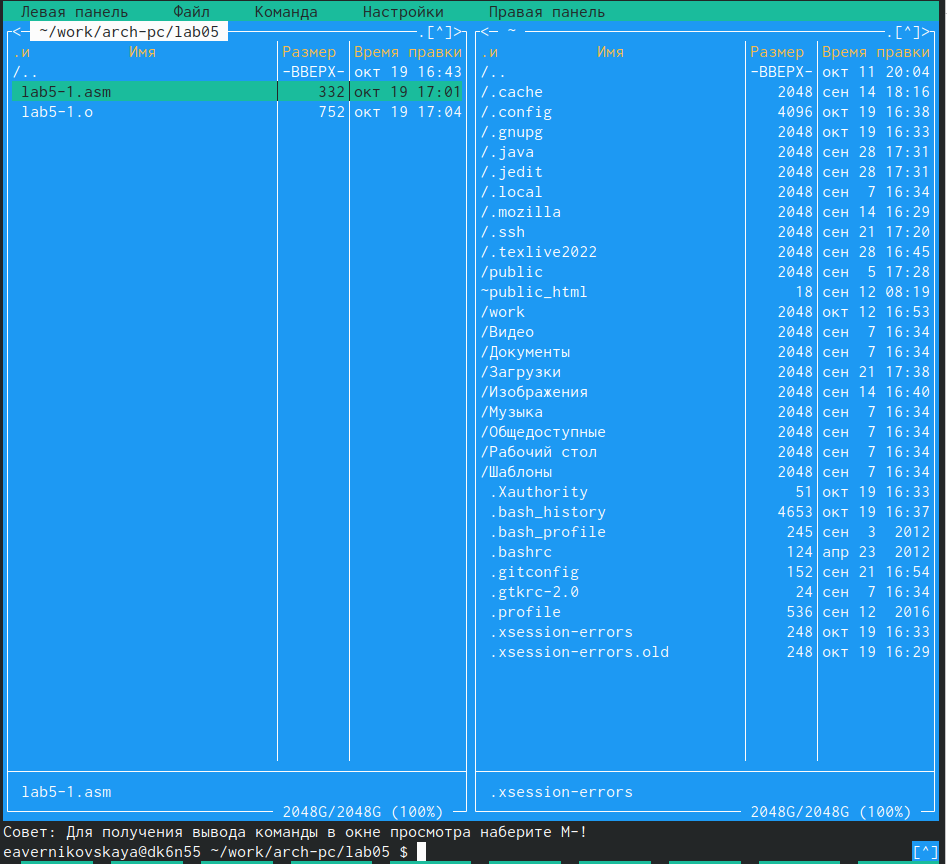 Левая панель Файл Команда Настройки Правая панель
<─ ~/work/arch-pc/lab05 ─.[^]>
.и Имя Размер Время правки
/.. -ВВЕРХ- окт 19 16:43
lab5-1.asm 332 окт 19 17:01
lab5-1.o 752 окт 19 17:04
lab5-1.asm
2048G/2048G (100%)
<─ ~ ─.[^]>
.и Имя Размер Время правки
/.. -ВВЕРХ- окт 11 20:04
/.cache 2048 сен 14 18:16
/.config 4096 окт 19 16:38
/.gnupg 2048 окт 19 16:33
/.java 2048 сен 28 17:31
/.jedit 2048 сен 28 17:31
/.local 2048 сен 7 16:34
/.mozilla 2048 сен 14 16:29
/.ssh 2048 сен 21 17:20
/.texlive2022 2048 сен 28 16:45
/public 2048 сен 5 17:28
~public_html 18 сен 12 08:19
/work 2048 окт 12 16:53
/Видео 2048 сен 7 16:34
/Документы 2048 сен 7 16:34
/Загрузки 2048 сен 21 17:38
/Изображения 2048 сен 14 16:40
/Музыка 2048 сен 7 16:34
/Общедоступные 2048 сен 7 16:34
/Рабочий стол 2048 сен 7 16:34
/Шаблоны 2048 сен 7 16:34
.Xauthority 51 окт 19 16:33
.bash_history 4653 окт 19 16:37
.bash_profile 245 сен 3 2012
.bashrc 124 апр 23 2012
.gitconfig 152 сен 21 16:54
.gtkrc-2.0 24 сен 7 16:34
.profile 536 сен 12 2016
.xsession-errors 248 окт 19 16:33
.xsession-errors.old 248 окт 19 16:29
.xsession-errors
2048G/2048G (100%)
Совет: Для получения вывода команды в окне просмотра наберите M-!
eavernikovskaya@dk6n55 ~/work/arch-pc/lab05 $ [^]